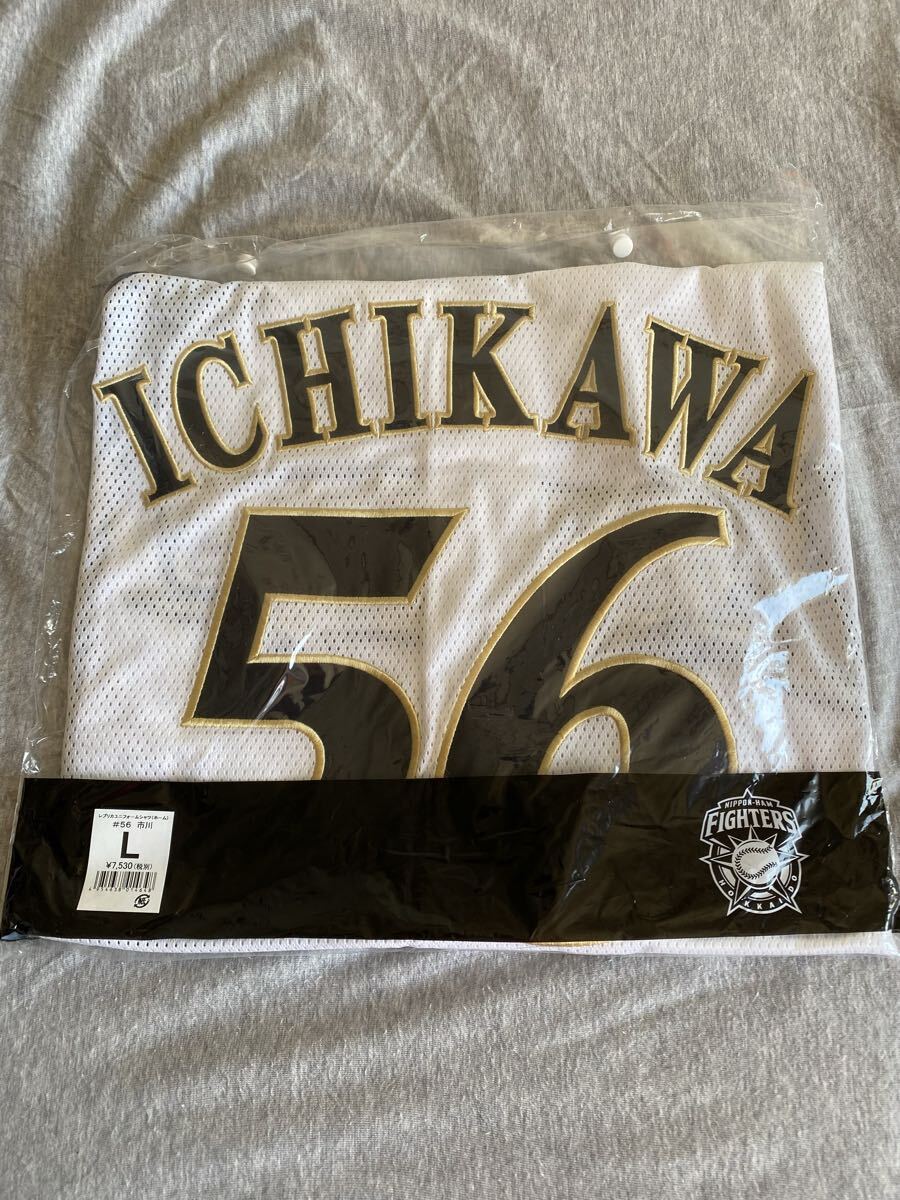 ICHIKAWA
56
レプリカユニフォームシャツ(ホーム)
#56 市川
L
¥7,530(税別)
NIPPON-HAM
FIGHTERS
HOKKAIDO